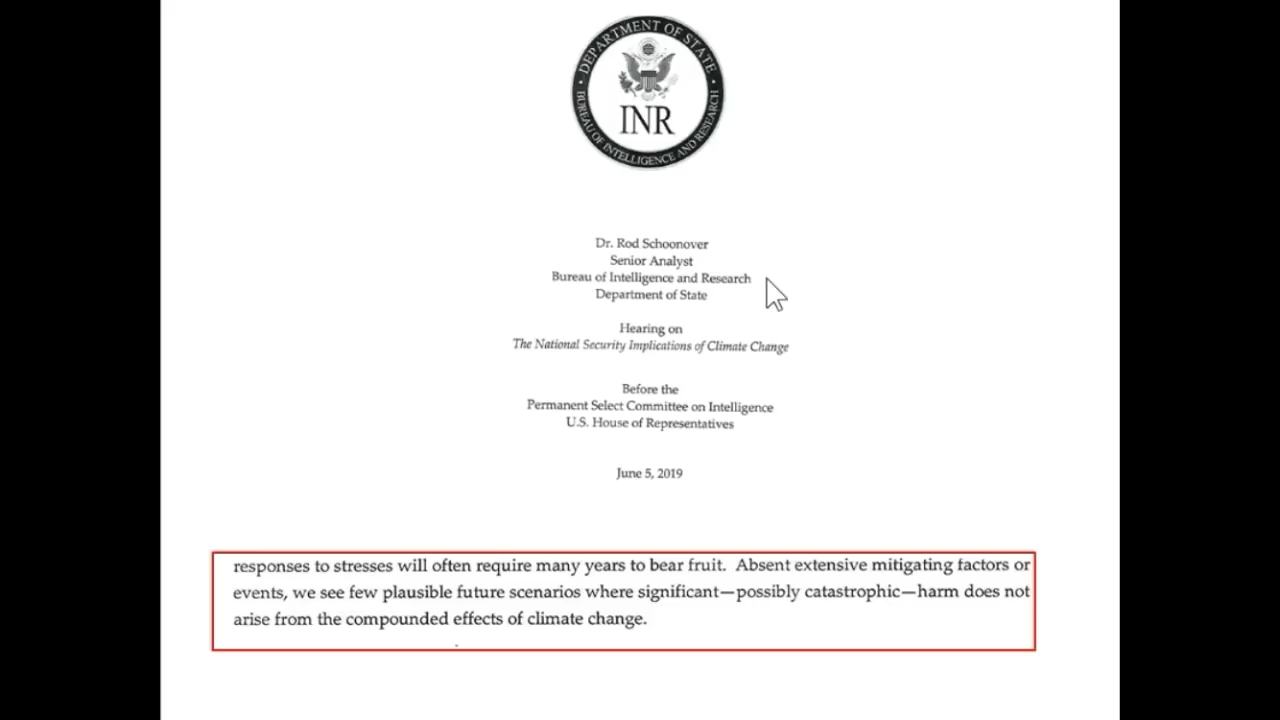 DEPARTMENT OF STATE
INR
BUREAU OF INTELLIGENCE AND RESEARCH
Dr. Rod Schoonover
Senior Analyst
Bureau of Intelligence and Research
Department of State
Hearing on
The National Security Implications of Climate Change
Before the
Permanent Select Committee on Intelligence
U.S. House of Representatives
June 5, 2019
responses to stresses will often require many years to bear fruit. Absent extensive mitigating factors or
events, we see few plausible future scenarios where significant—possibly catastrophic—harm does not
arise from the compounded effects of climate change.